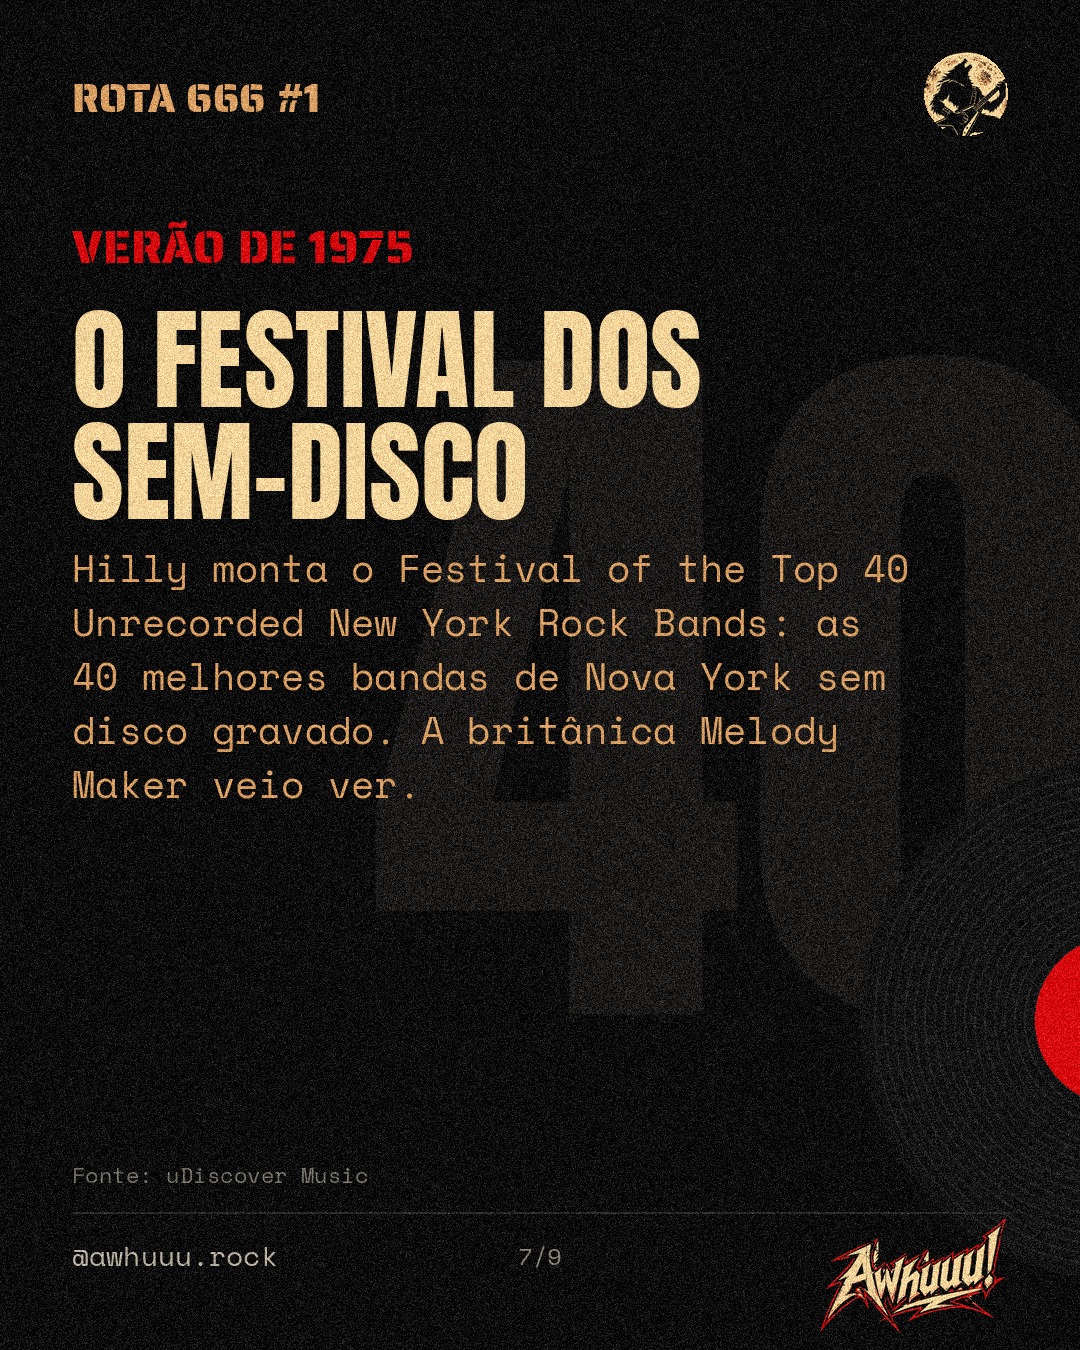 ROTA 666 #1
VERÃO DE 1975
O FESTIVAL DOS
SEM-DISCO
Hilly monta o Festival of the Top 40
Unrecorded New York Rock Bands: as
40 melhores bandas de Nova York sem
disco gravado. A britânica Melody
Maker veio ver.
40
Fonte: uDiscover Music
@awhuuu.rock
7/9
Awhuuu!